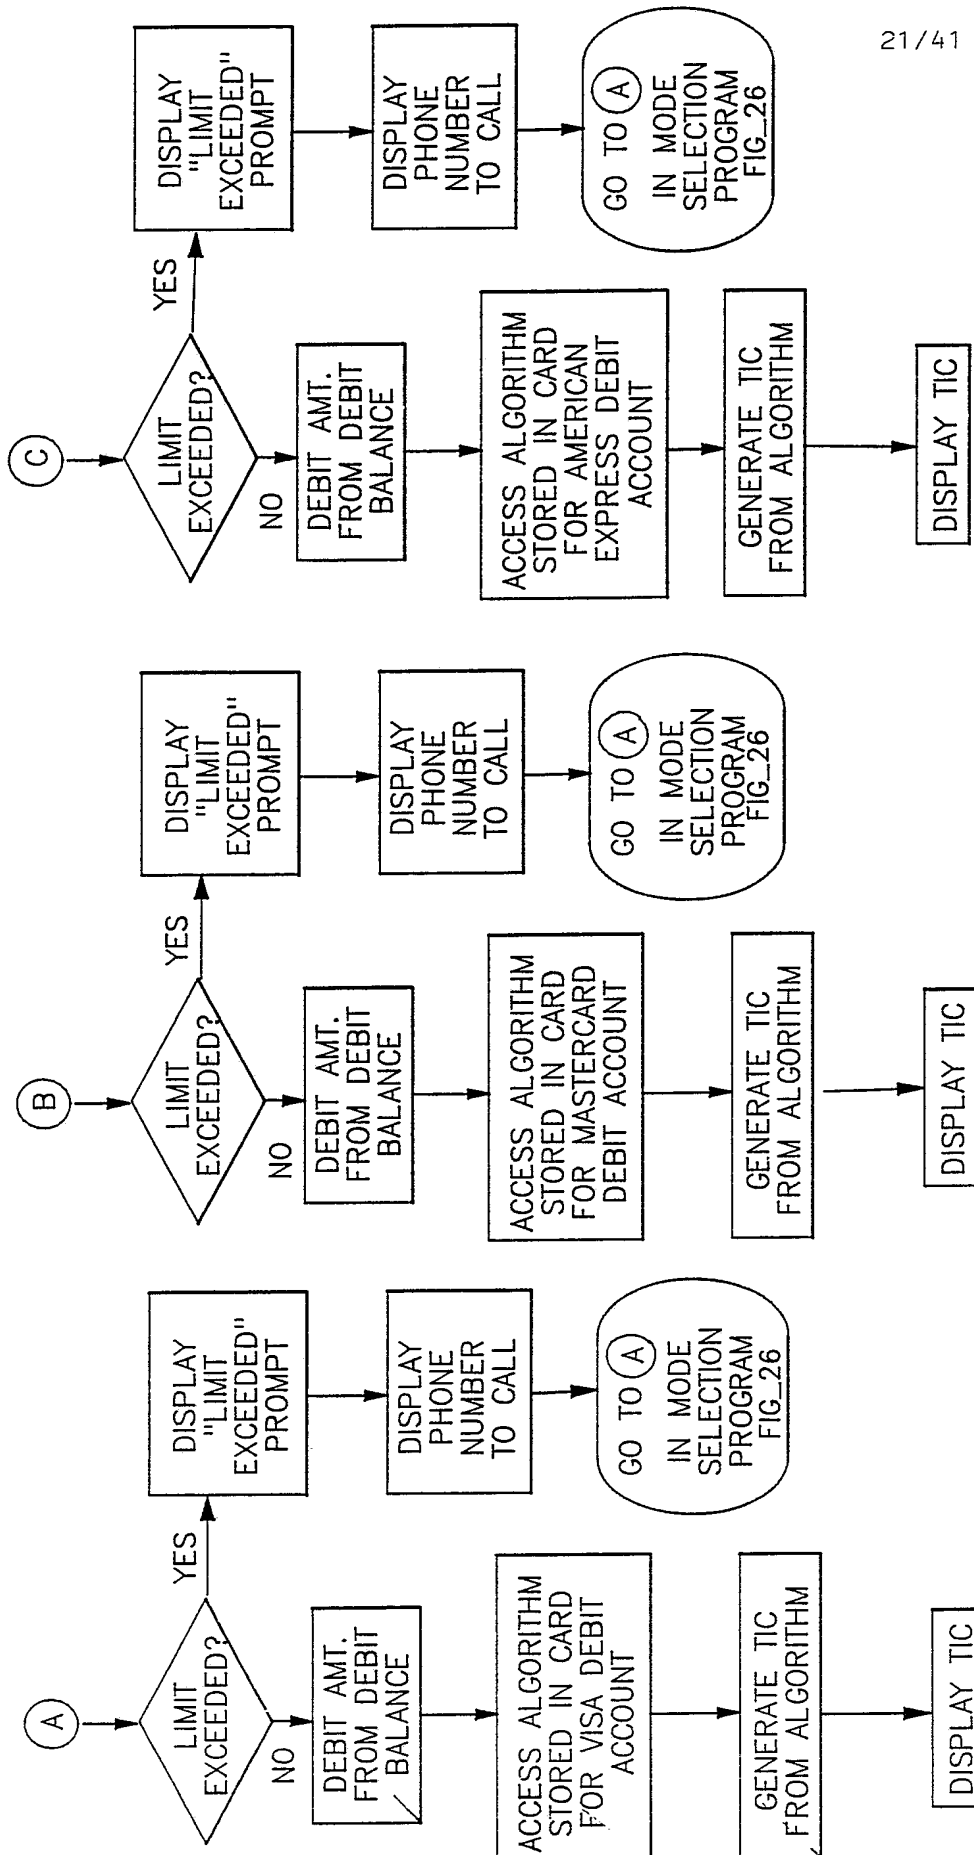 21/41
A
LIMIT
EXCEEDED?
YES
DISPLAY
"LIMIT
EXCEEDED"
PROMPT
DISPLAY
PHONE
NUMBER
TO CALL
GO TO A
IN MODE
SELECTION
PROGRAM
FIG_26
NO
DEBIT AMT.
FROM DEBIT
BALANCE
ACCESS ALGORITHM
STORED IN CARD
FOR VISA DEBIT
ACCOUNT
GENERATE TIC
FROM ALGORITHM
DISPLAY TIC
B
LIMIT
EXCEEDED?
YES
DISPLAY
"LIMIT
EXCEEDED"
PROMPT
DISPLAY
PHONE
NUMBER
TO CALL
GO TO A
IN MODE
SELECTION
PROGRAM
FIG_26
NO
DEBIT AMT.
FROM DEBIT
BALANCE
ACCESS ALGORITHM
STORED IN CARD
FOR MASTERCARD
DEBIT ACCOUNT
GENERATE TIC
FROM ALGORITHM
DISPLAY TIC
C
LIMIT
EXCEEDED?
YES
DISPLAY
"LIMIT
EXCEEDED"
PROMPT
DISPLAY
PHONE
NUMBER
TO CALL
GO TO A
IN MODE
SELECTION
PROGRAM
FIG_26
NO
DEBIT AMT.
FROM DEBIT
BALANCE
ACCESS ALGORITHM
STORED IN CARD
FOR AMERICAN
EXPRESS DEBIT
ACCOUNT
GENERATE TIC
FROM ALGORITHM
DISPLAY TIC